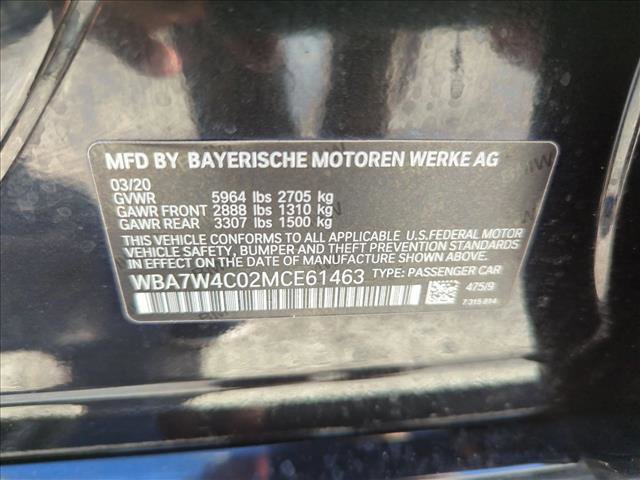 MFD BY BAYERISCHE MOTOREN WERKE AG
03/20
GVWR 5964 lbs 2705 kg
GAWR FRONT 2888 lbs 1310 kg
GAWR REAR 3307 lbs 1500 kg
THIS VEHICLE CONFORMS TO ALL APPLICABLE U.S.FEDERAL MOTOR
VEHICLE SAFETY, BUMPER AND THEFT PREVENTION STANDARDS
IN EFFECT ON THE DATE OF MANUFACTURE SHOWN ABOVE.
WBA7W4C02MCE61463 TYPE: PASSENGER CAR
475/9
7 315 814